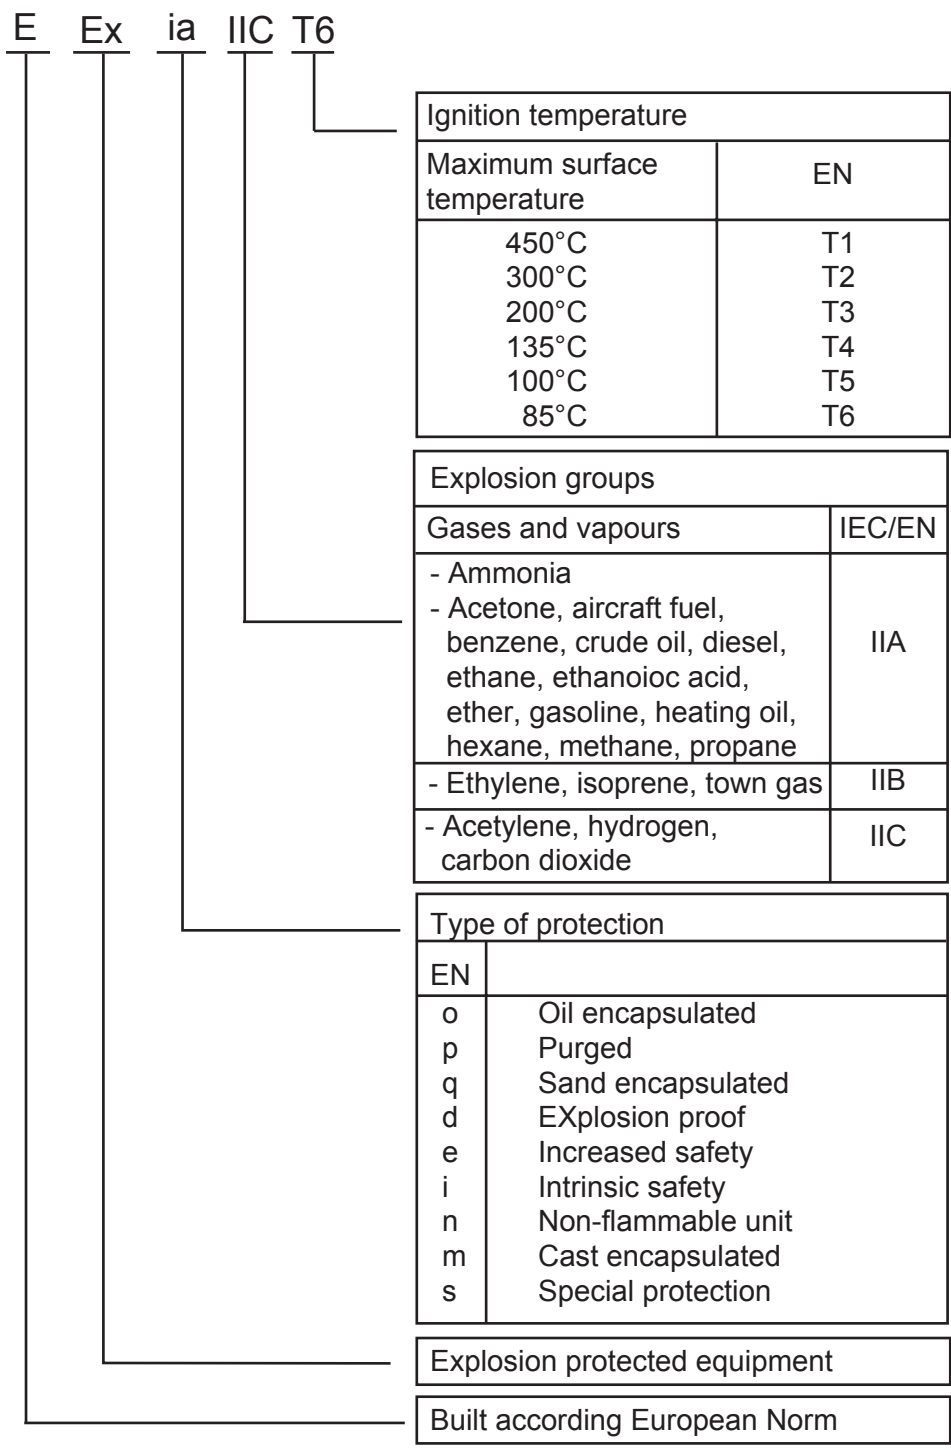 E Ex ia IIC T6
Ignition temperature
Maximum surface temperature EN
450°C T1
300°C T2
200°C T3
135°C T4
100°C T5
85°C T6
Explosion groups
Gases and vapours IEC/EN
- Ammonia
- Acetone, aircraft fuel,
benzene, crude oil, diesel, IIA
ethane, ethanoioc acid,
ether, gasoline, heating oil,
hexane, methane, propane
- Ethylene, isoprene, town gas IIB
- Acetylene, hydrogen, IIC
carbon dioxide
Type of protection
EN
o Oil encapsulated
p Purged
q Sand encapsulated
d EXplosion proof
e Increased safety
i Intrinsic safety
n Non-flammable unit
m Cast encapsulated
s Special protection
Explosion protected equipment
Built according European Norm